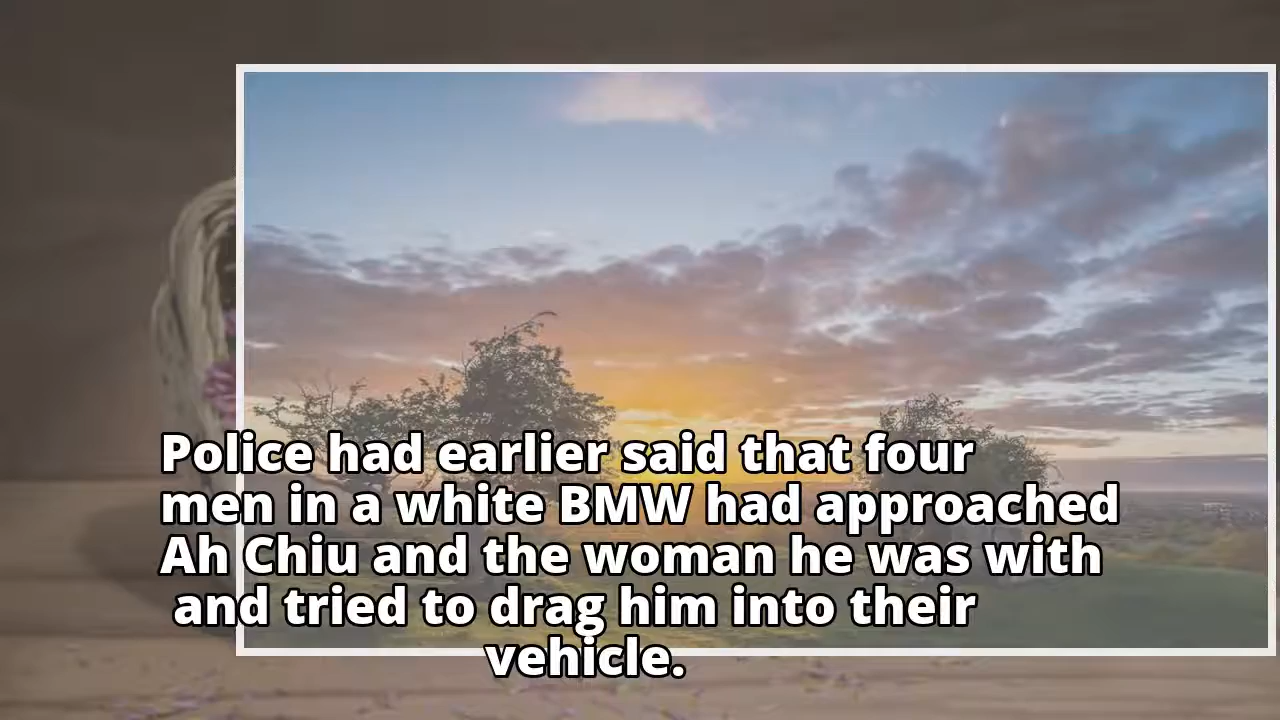 Police had earlier said that four
men in a white BMW had approached
Ah Chiu and the woman he was with
and tried to drag him into their
vehicle.